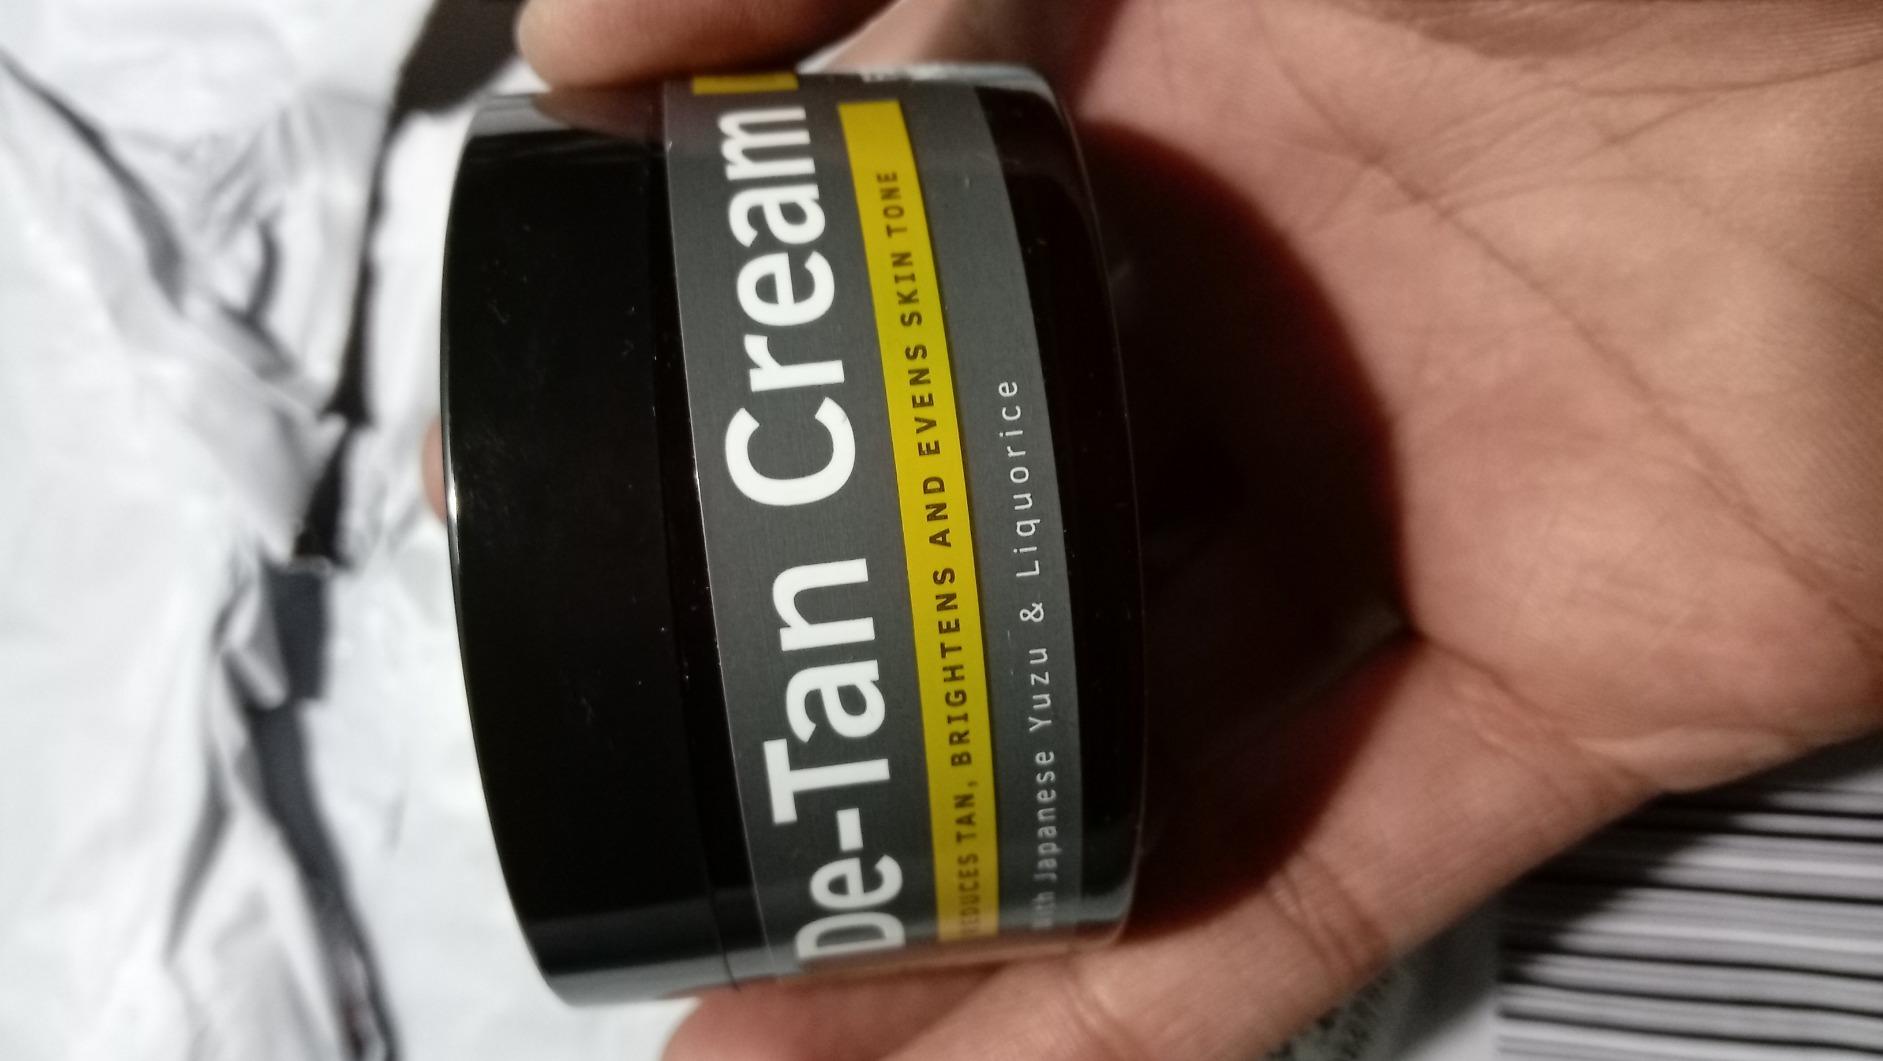 De-Tan Cream
REDUCES TAN, BRIGHTENS AND EVENS SKIN TONE
with Japanese Yuzu & Liquorice